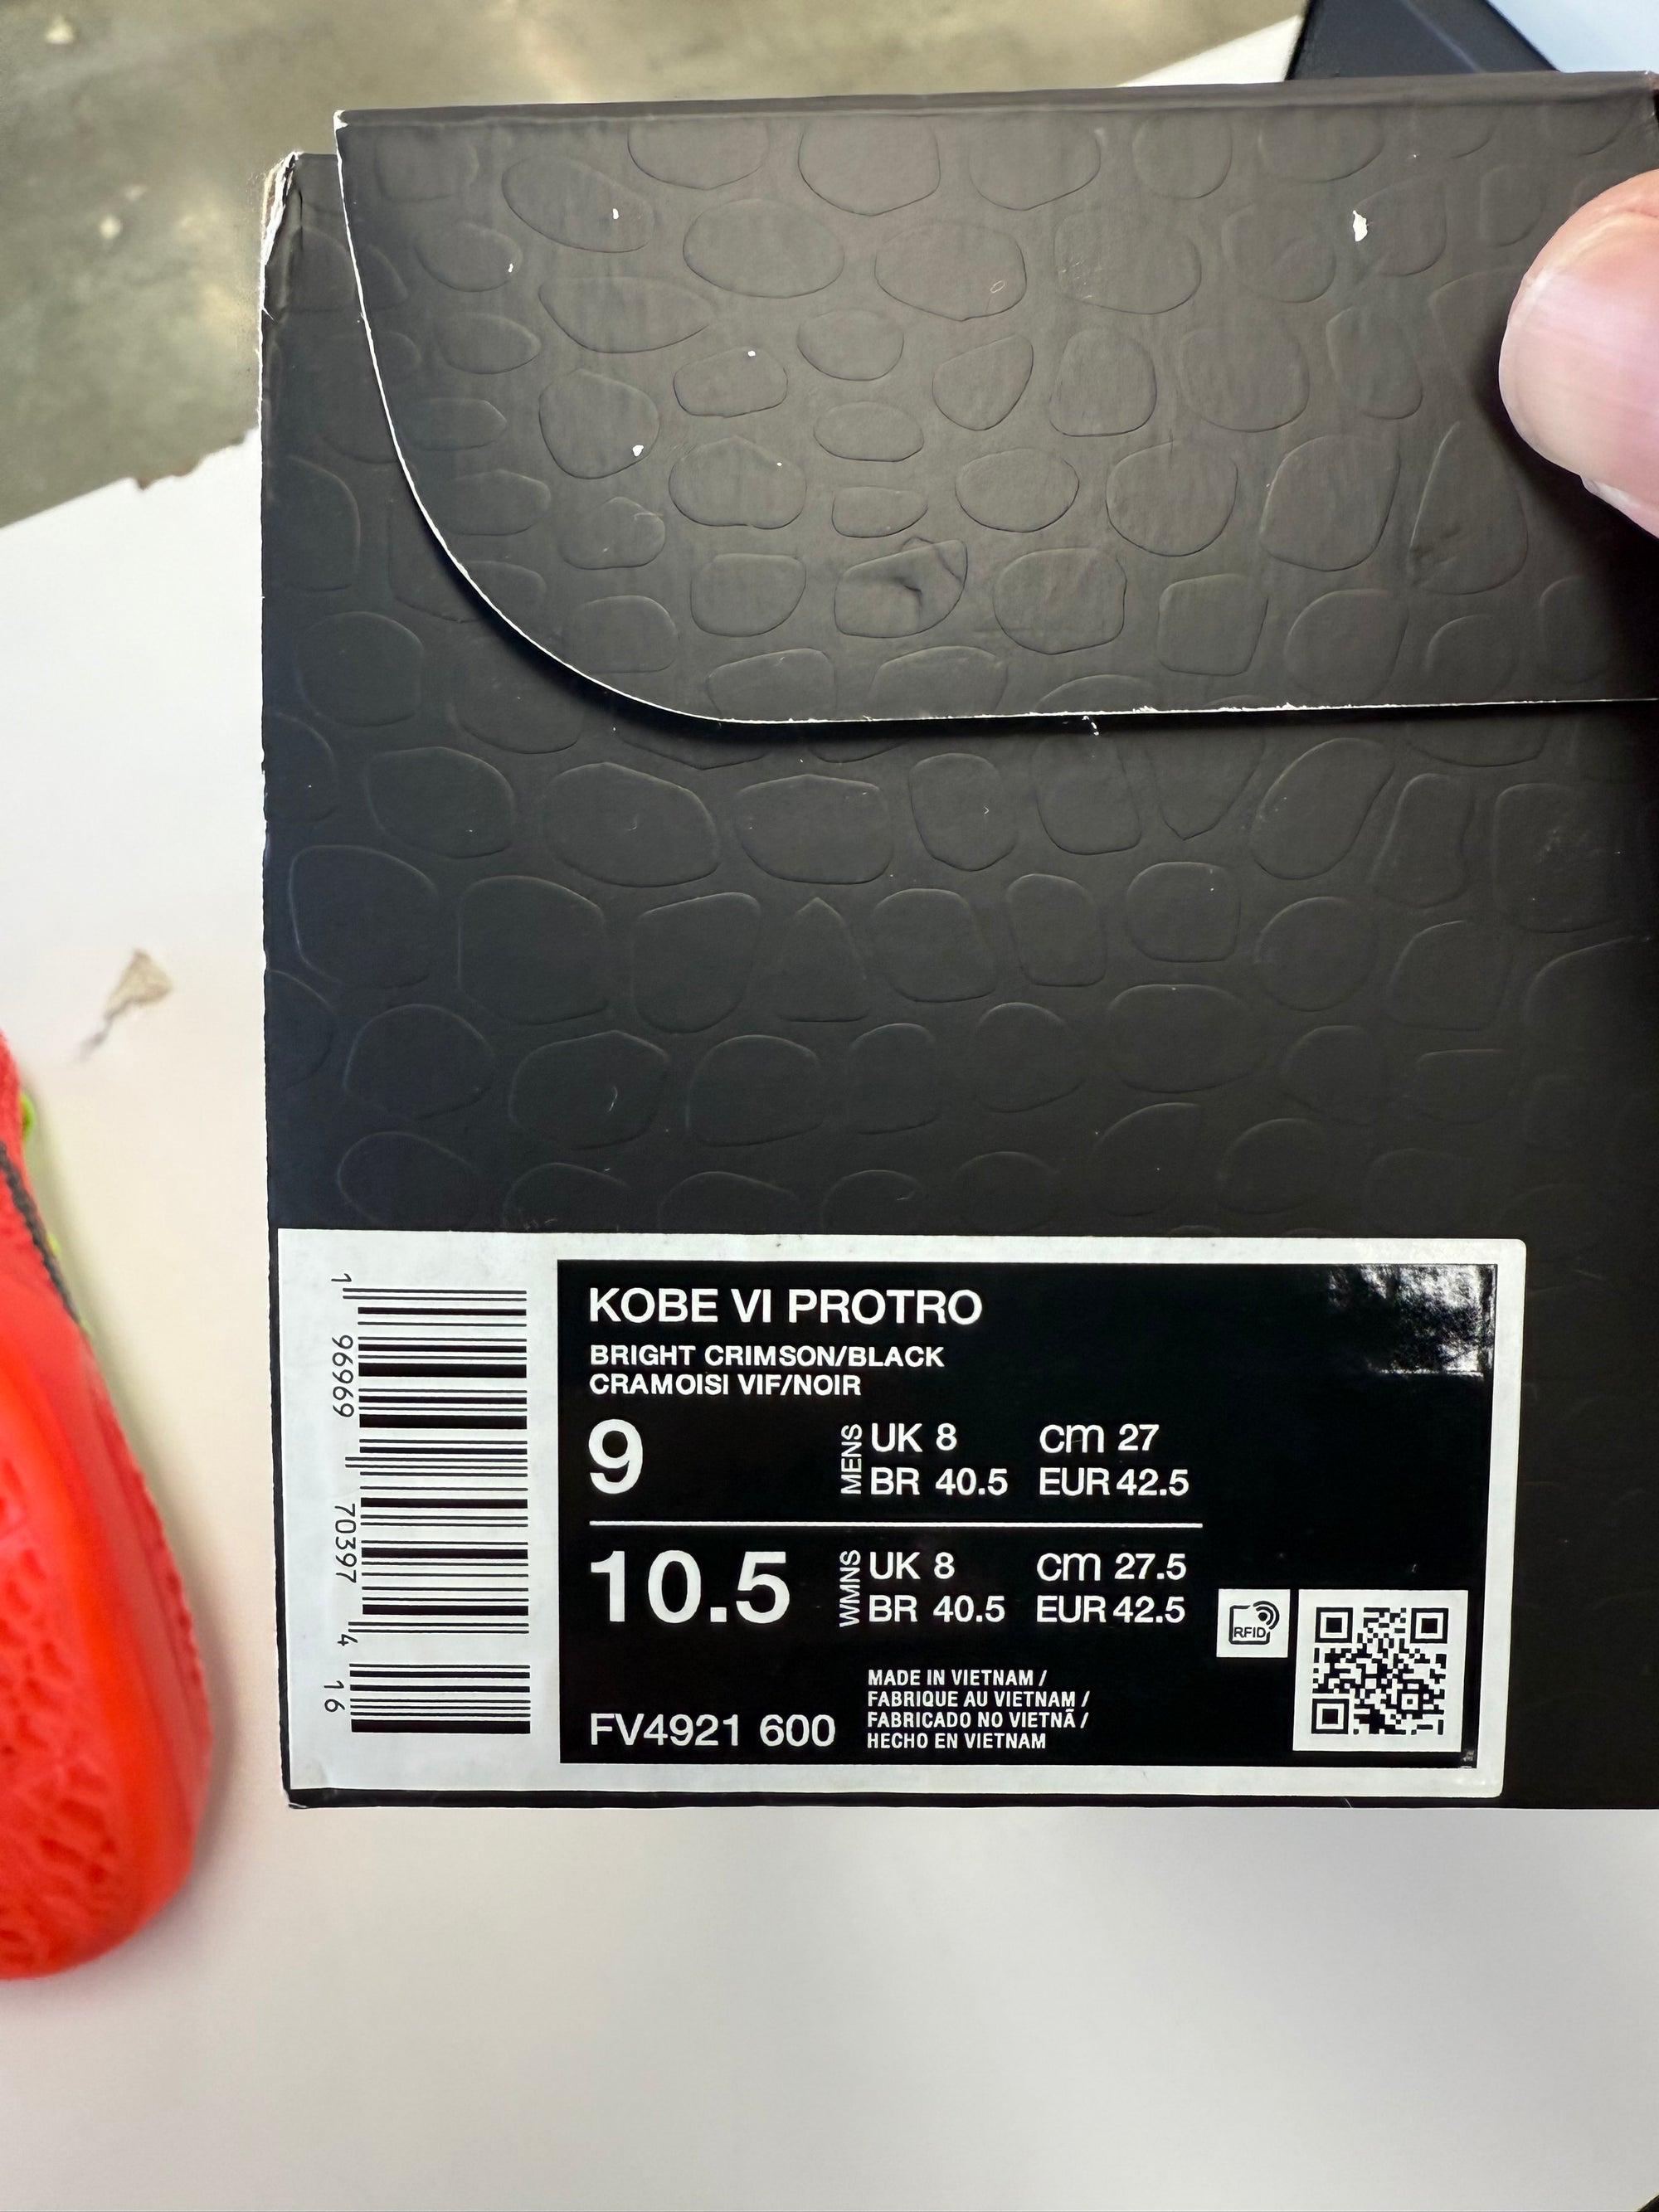 KOBE VI PROTRO
BRIGHT CRIMSON/BLACK
CRAMOISI VIF/NOIR
9
MENS
UK 8 cm 27
BR 40.5 EUR 42.5
10.5
WMNS
UK 8 cm 27.5
BR 40.5 EUR 42.5
RFID
FV4921 600
MADE IN VIETNAM /
FABRIQUE AU VIETNAM /
FABRICADO NO VIETNÃ /
HECHO EN VIETNAM
1 96969 70397 4 16